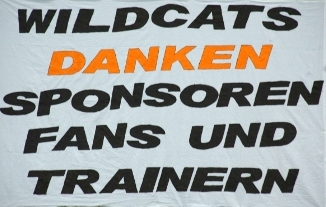 WILDCATS
DANKEN
SPONSOREN
FANS UND
TRAINERN